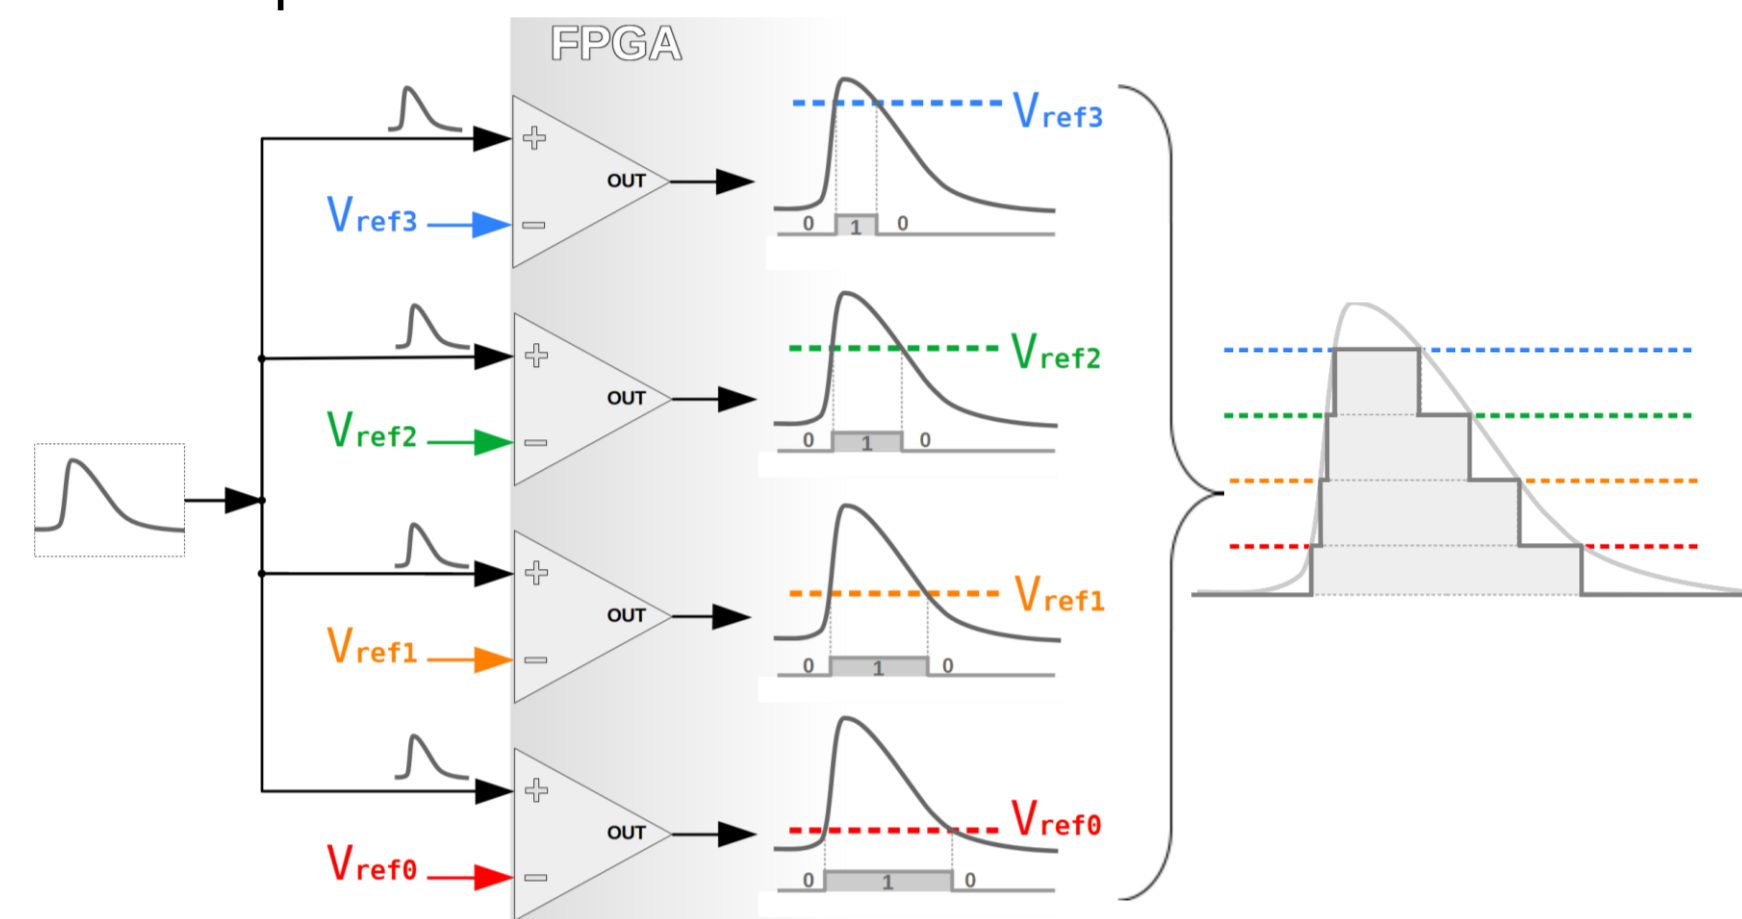 FPGA
+
OUT
−
Vref3
0 1 0
Vref3
+
OUT
−
Vref2
0 1 0
Vref2
+
OUT
−
Vref1
0 1 0
Vref1
+
OUT
−
Vref0
0 1 0
Vref0